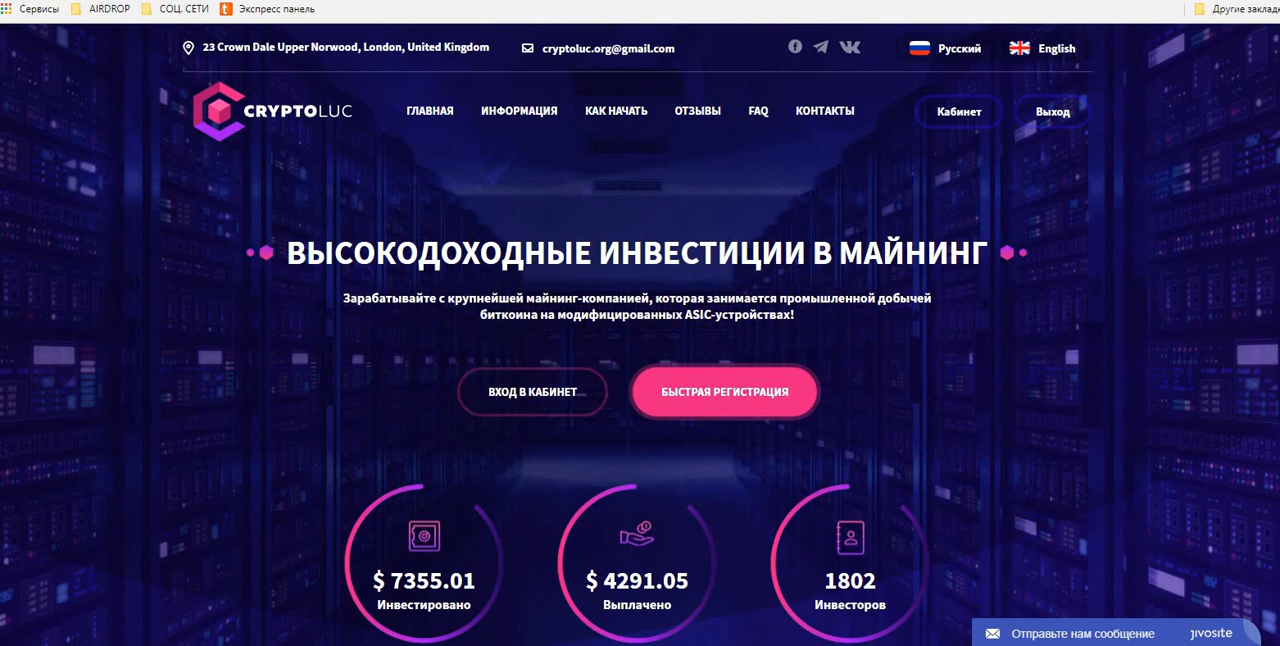 Сервисы AIRDROP СОЦ. СЕТИ Экспресс панель Другие заклад
23 Crown Dale Upper Norwood, London, United Kingdom cryptoluc.org@gmail.com Русский English
CRYPTOLUC ГЛАВНАЯ ИНФОРМАЦИЯ КАК НАЧАТЬ ОТЗЫВЫ FAQ КОНТАКТЫ Кабинет Выход
ВЫСОКОДОХОДНЫЕ ИНВЕСТИЦИИ В МАЙНИНГ
Зарабатывайте с крупнейшей майнинг-компанией, которая занимается промышленной добычей
биткоина на модифицированных ASIC-устройствах!
ВХОД В КАБИНЕТ БЫСТРАЯ РЕГИСТРАЦИЯ
$ 7355.01 $ 4291.05 1802
Инвестировано Выплачено Инвесторов
Отправьте нам сообщение jivosite